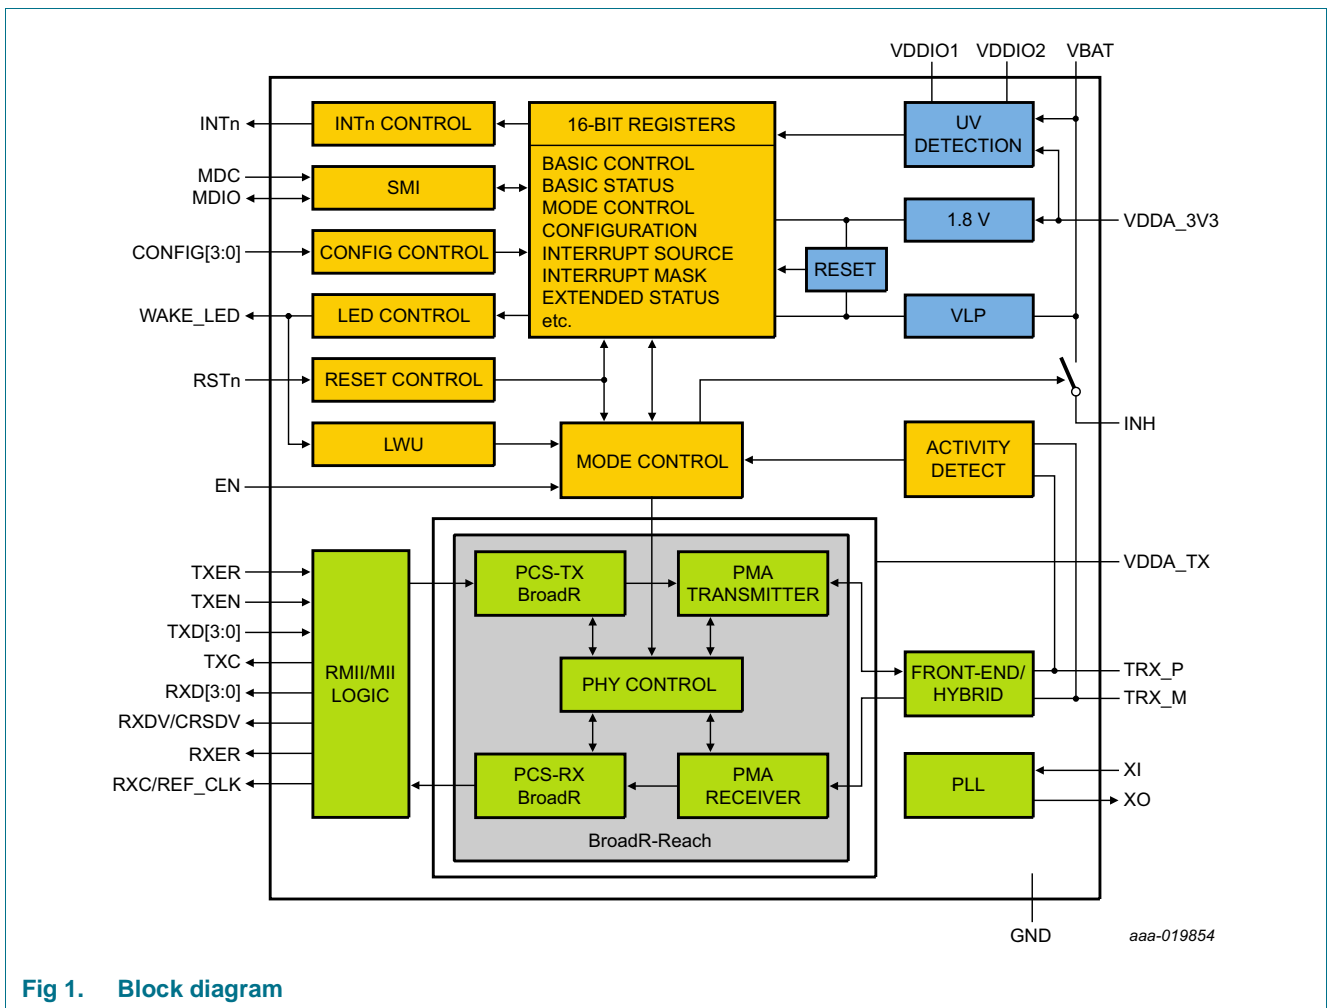 VDDIO1 VDDIO2 VBAT
INTn
INTn CONTROL
16-BIT REGISTERS
UV
DETECTION
MDC
MDIO
SMI
BASIC CONTROL
BASIC STATUS
MODE CONTROL
CONFIGURATION
INTERRUPT SOURCE
INTERRUPT MASK
EXTENDED STATUS
etc.
1.8 V
VDDA_3V3
CONFIG[3:0]
CONFIG CONTROL
RESET
WAKE_LED
LED CONTROL
VLP
RSTn
RESET CONTROL
INH
LWU
MODE CONTROL
ACTIVITY
DETECT
EN
TXER
TXEN
TXD[3:0]
TXC
RXD[3:0]
RXDV/CRSDV
RXER
RXC/REF_CLK
RMII/MII
LOGIC
PCS-TX
BroadR
PMA
TRANSMITTER
VDDA_TX
PHY CONTROL
FRONT-END/
HYBRID
TRX_P
TRX_M
PCS-RX
BroadR
PMA
RECEIVER
PLL
XI
XO
BroadR-Reach
GND
aaa-019854
Fig 1. Block diagram